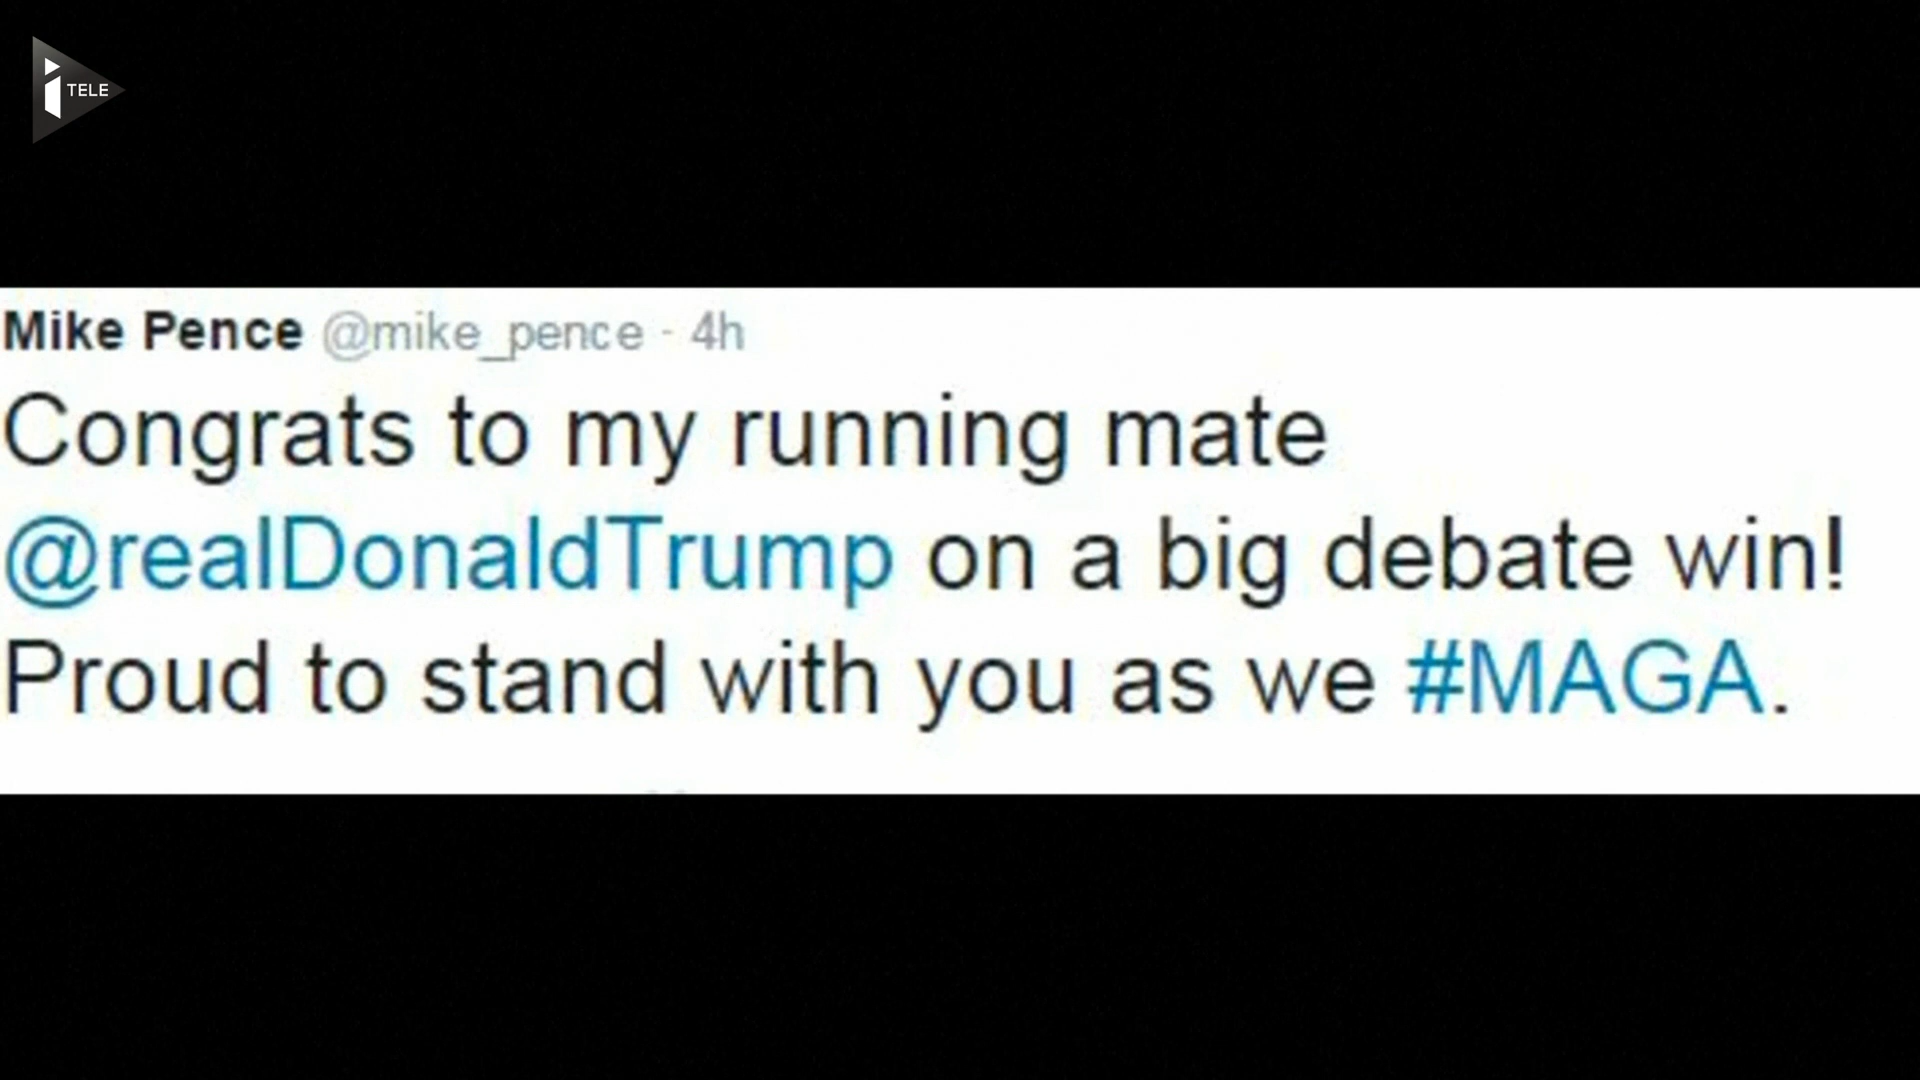 i TELE
Mike Pence @mike_pence · 4h
Congrats to my running mate
@realDonaldTrump on a big debate win!
Proud to stand with you as we #MAGA.